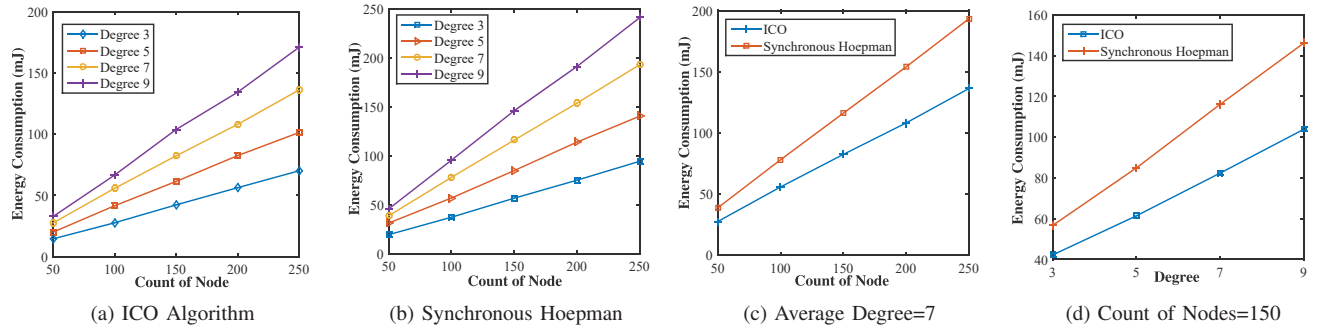 Energy Consumption (mJ)
200
150
100
50
0
50 100 150 200 250
Count of Node
Degree 3
Degree 5
Degree 7
Degree 9
(a) ICO Algorithm
Energy Consumption (mJ)
250
200
150
100
50
0
50 100 150 200 250
Count of Node
Degree 3
Degree 5
Degree 7
Degree 9
(b) Synchronous Hoepman
Energy Consumption (mJ)
200
150
100
50
0
50 100 150 200 250
Count of Node
ICO
Synchronous Hoepman
(c) Average Degree=7
Energy Consumption (mJ)
160
140
120
100
80
60
40
3 5 7 9
Degree
ICO
Synchronous Hoepman
(d) Count of Nodes=150